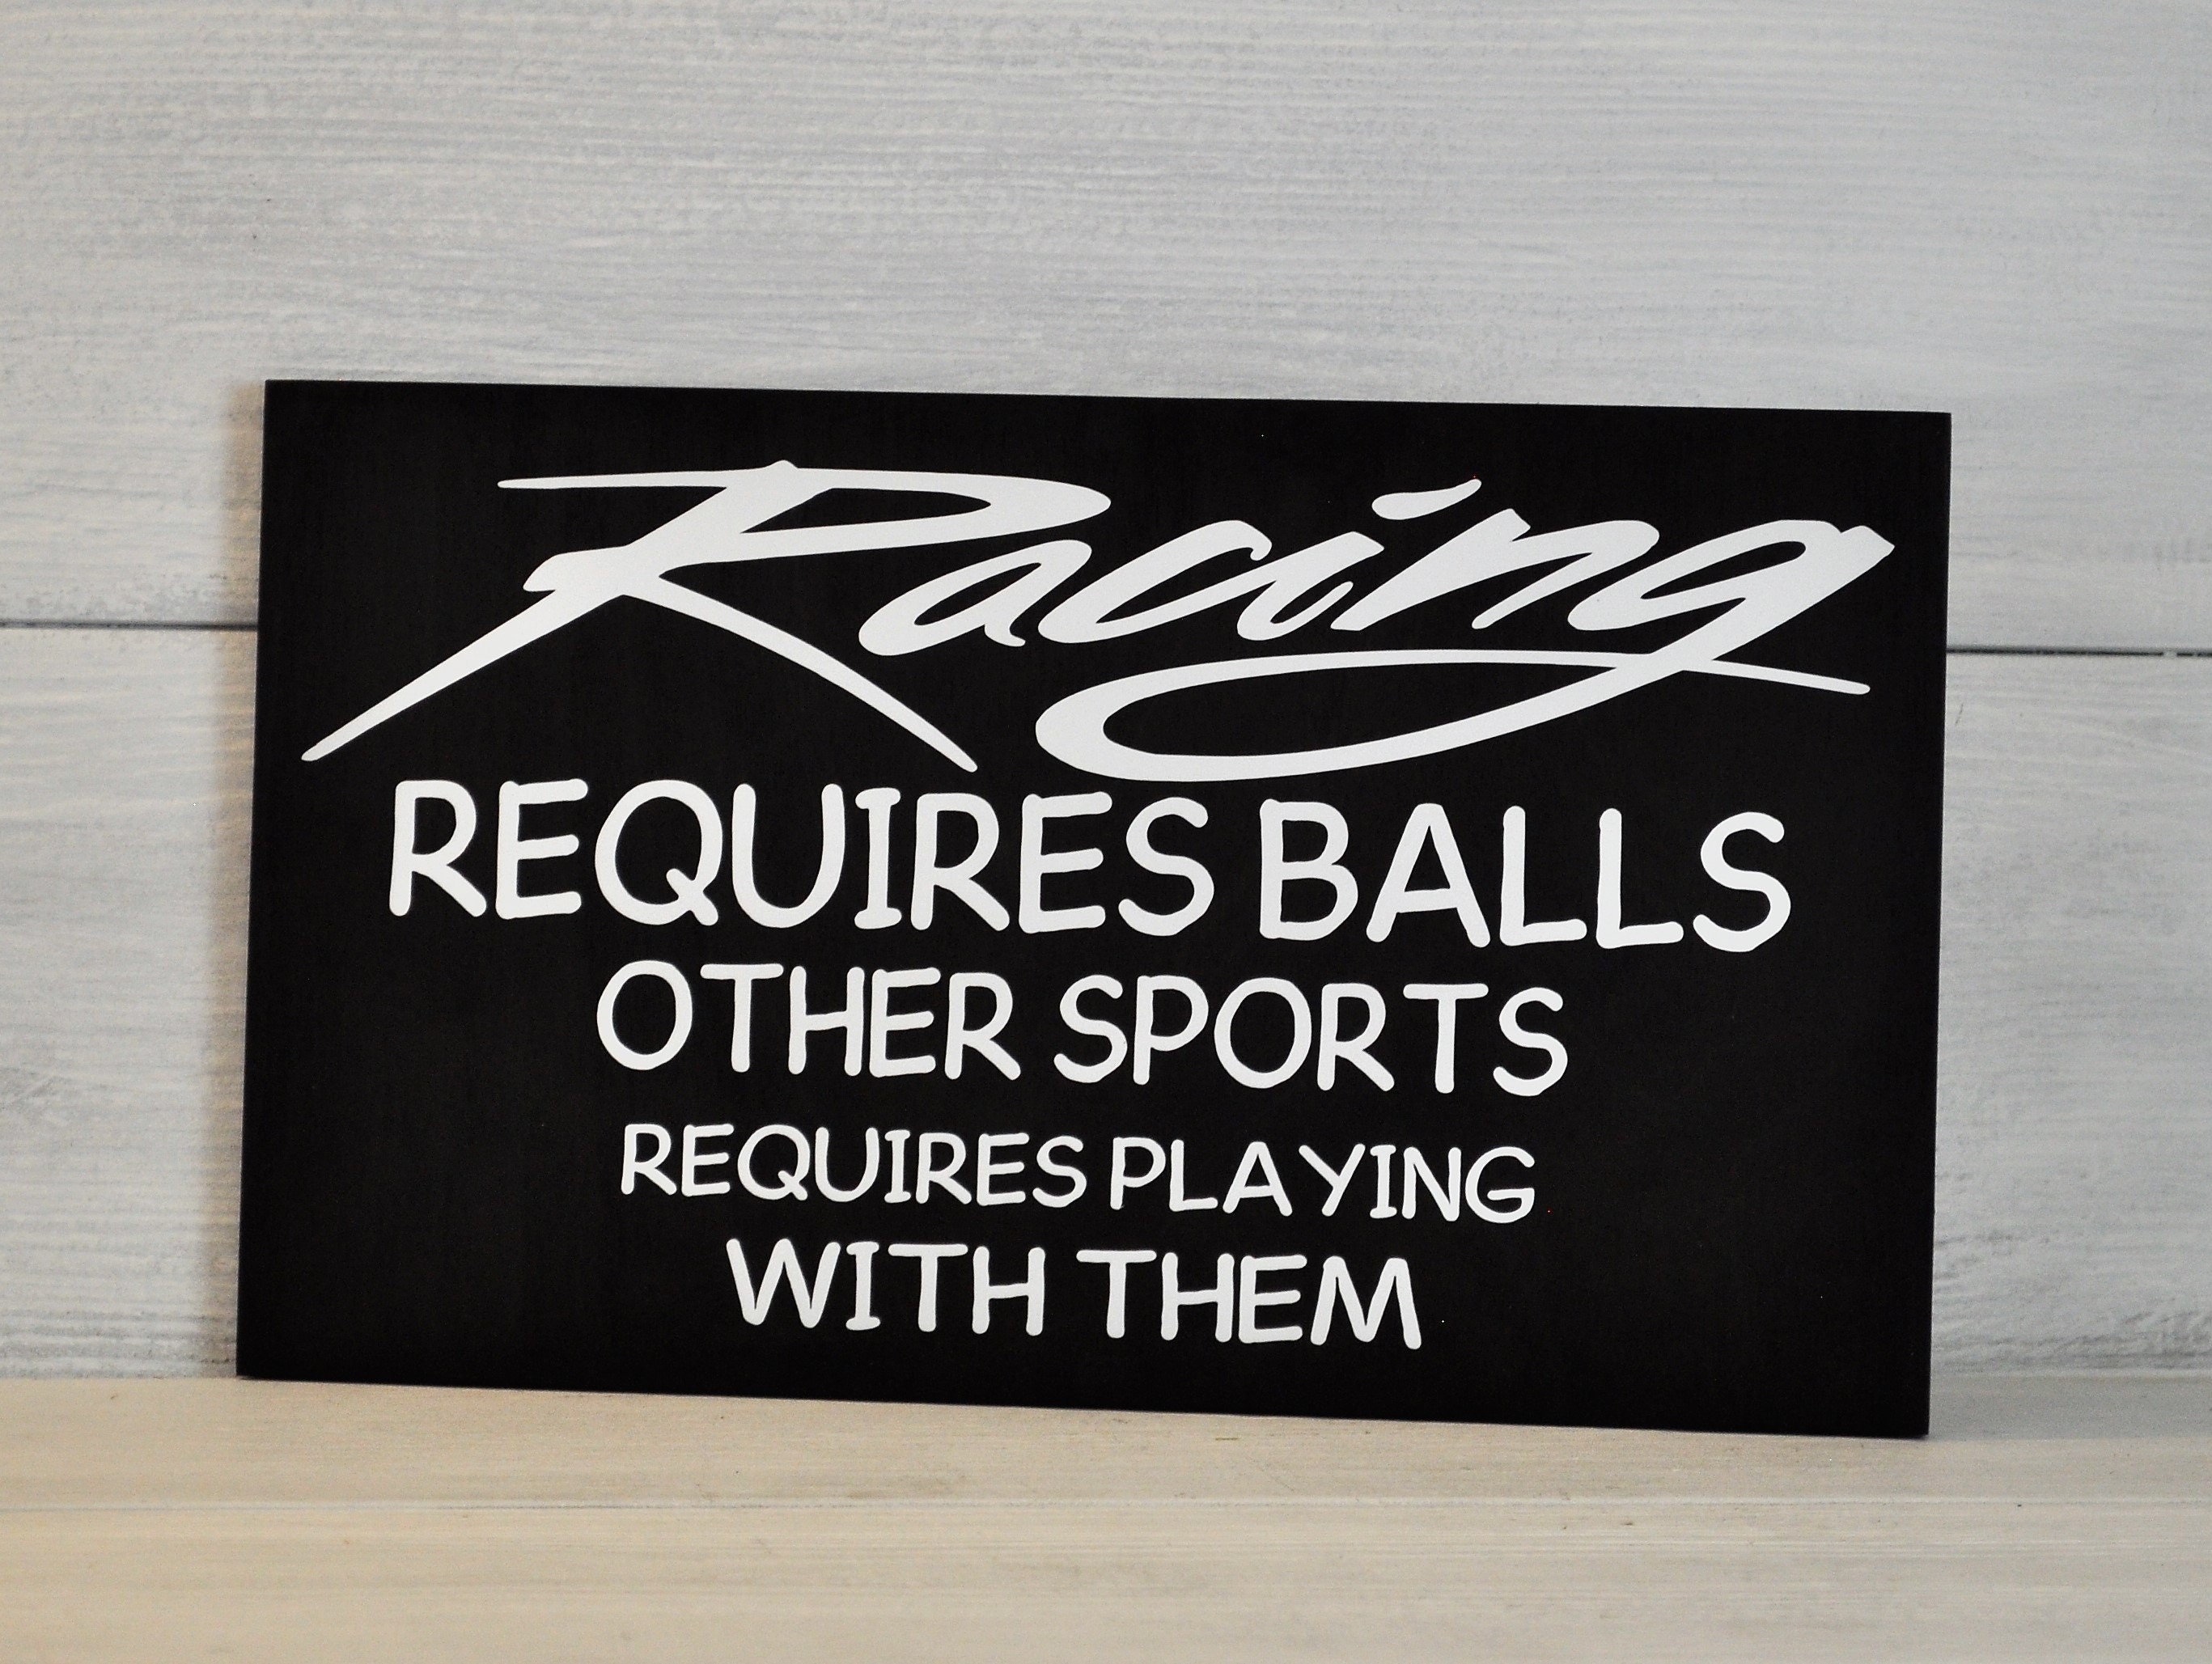 Racing
REQUIRES BALLS
OTHER SPORTS
REQUIRES PLAYING
WITH THEM